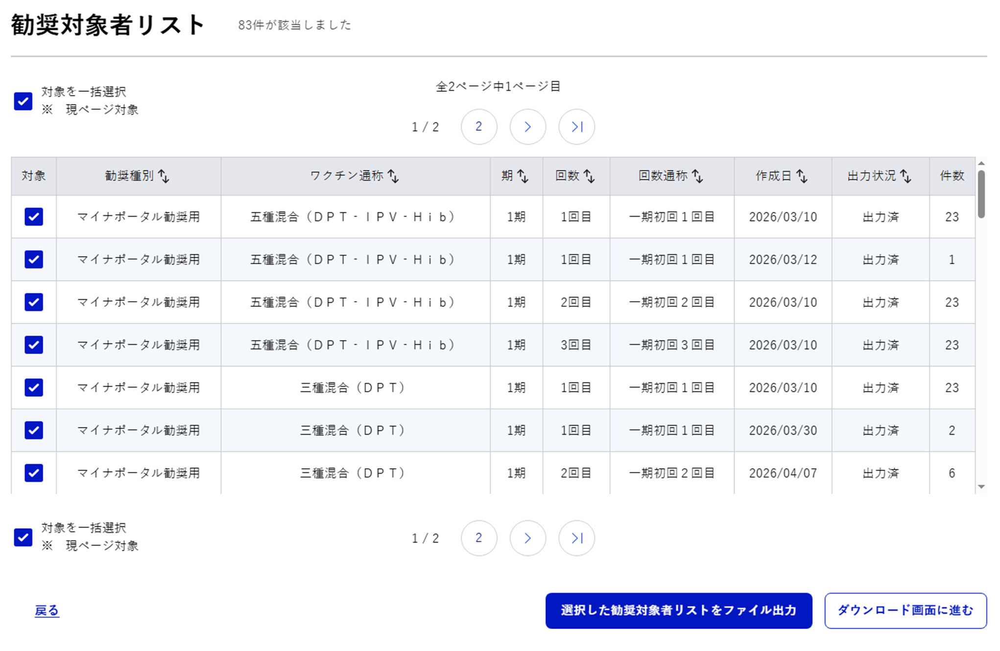 勧奨対象者リスト 83件が該当しました
対象を一括選択
※　現ページ対象
全2ページ中1ページ目
1 / 2 2
対象 勧奨種別 ワクチン通称 期 回数 回数通称 作成日 出力状況 件数
マイナポータル勧奨用 五種混合（ＤＰＴ‐ＩＰＶ‐Ｈｉｂ） 1期 1回目 一期初回１回目 2026/03/10 出力済 23
マイナポータル勧奨用 五種混合（ＤＰＴ‐ＩＰＶ‐Ｈｉｂ） 1期 1回目 一期初回１回目 2026/03/12 出力済 1
マイナポータル勧奨用 五種混合（ＤＰＴ‐ＩＰＶ‐Ｈｉｂ） 1期 2回目 一期初回２回目 2026/03/10 出力済 23
マイナポータル勧奨用 五種混合（ＤＰＴ‐ＩＰＶ‐Ｈｉｂ） 1期 3回目 一期初回３回目 2026/03/10 出力済 23
マイナポータル勧奨用 三種混合（ＤＰＴ） 1期 1回目 一期初回１回目 2026/03/10 出力済 23
マイナポータル勧奨用 三種混合（ＤＰＴ） 1期 1回目 一期初回１回目 2026/03/30 出力済 2
マイナポータル勧奨用 三種混合（ＤＰＴ） 1期 2回目 一期初回２回目 2026/04/07 出力済 6
対象を一括選択
※　現ページ対象
1 / 2 2
戻る 選択した勧奨対象者リストをファイル出力 ダウンロード画面に進む